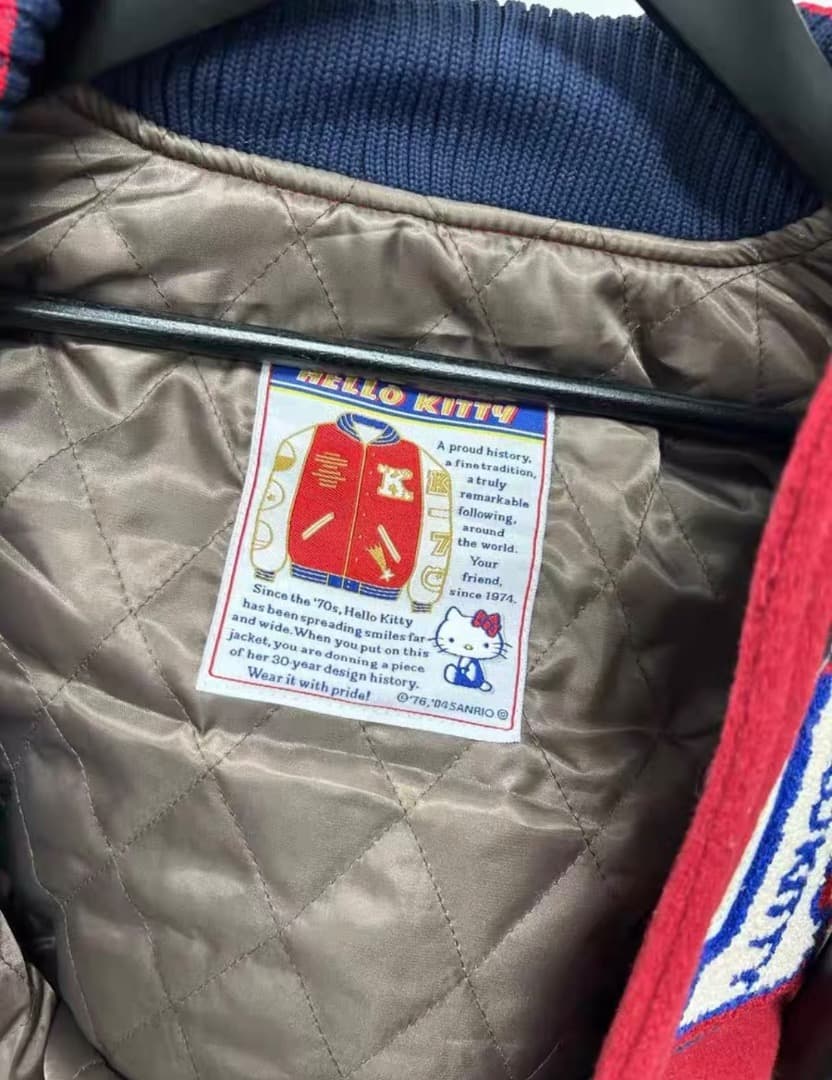 HELLO KITTY
A proud history,
a fine tradition,
a truly
remarkable
following,
around
the world.
Your
friend,
since 1974.
K
K
I
Since the '70s, Hello Kitty
has been spreading smiles far
and wide. When you put on this
jacket, you are donning a piece
of her 30-year design history.
Wear it with pride!
©'76,'04 SANRIO
KITTY